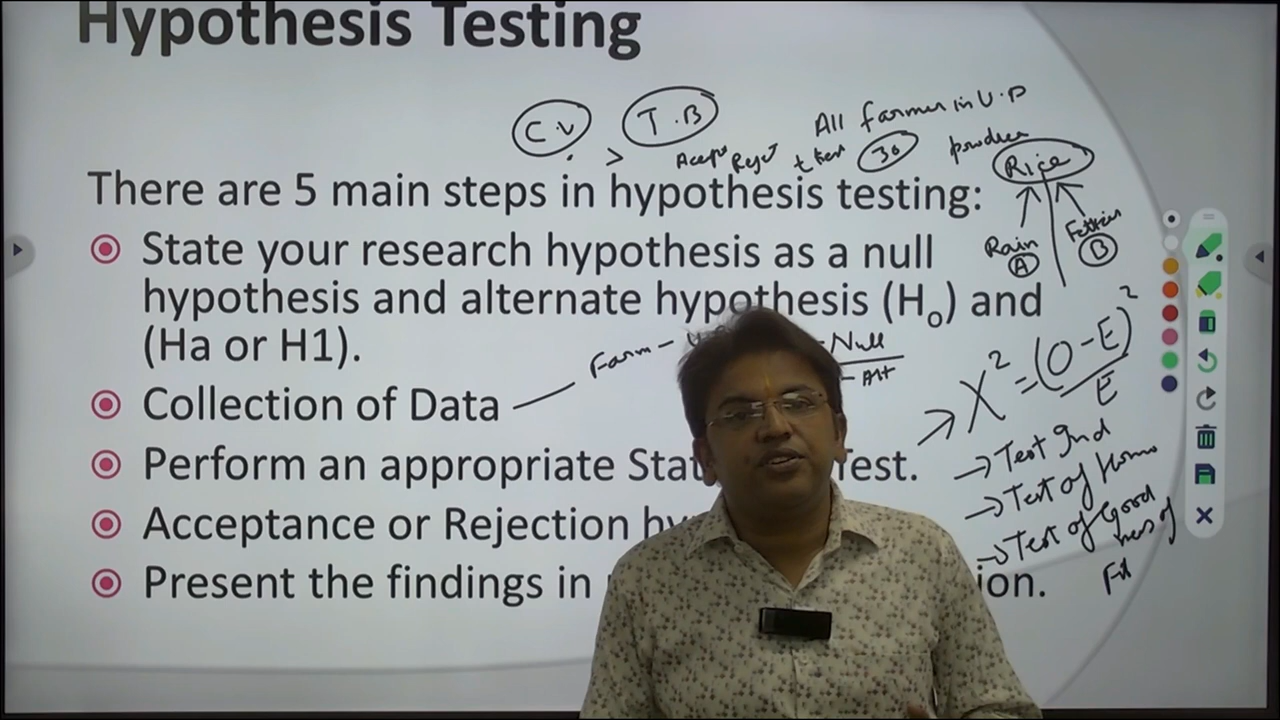 Hypothesis Testing
C.V
T.B
>
All farmer in U.P
Accept Reject
t test
30
produce
Rice
There are 5 main steps in hypothesis testing:
Rain
A
B
State your research hypothesis as a null
hypothesis and alternate hypothesis (Ho) and
(Ha or H1).
Farm -
- Null
- Alt
X² = (O-E)²
E
Collection of Data
→ Test Ind
Perform an appropriate Stat Test.
→ Test of Homo
Acceptance or Rejection hy
→ Test of Good
ness of
Fit
Present the findings in ion.